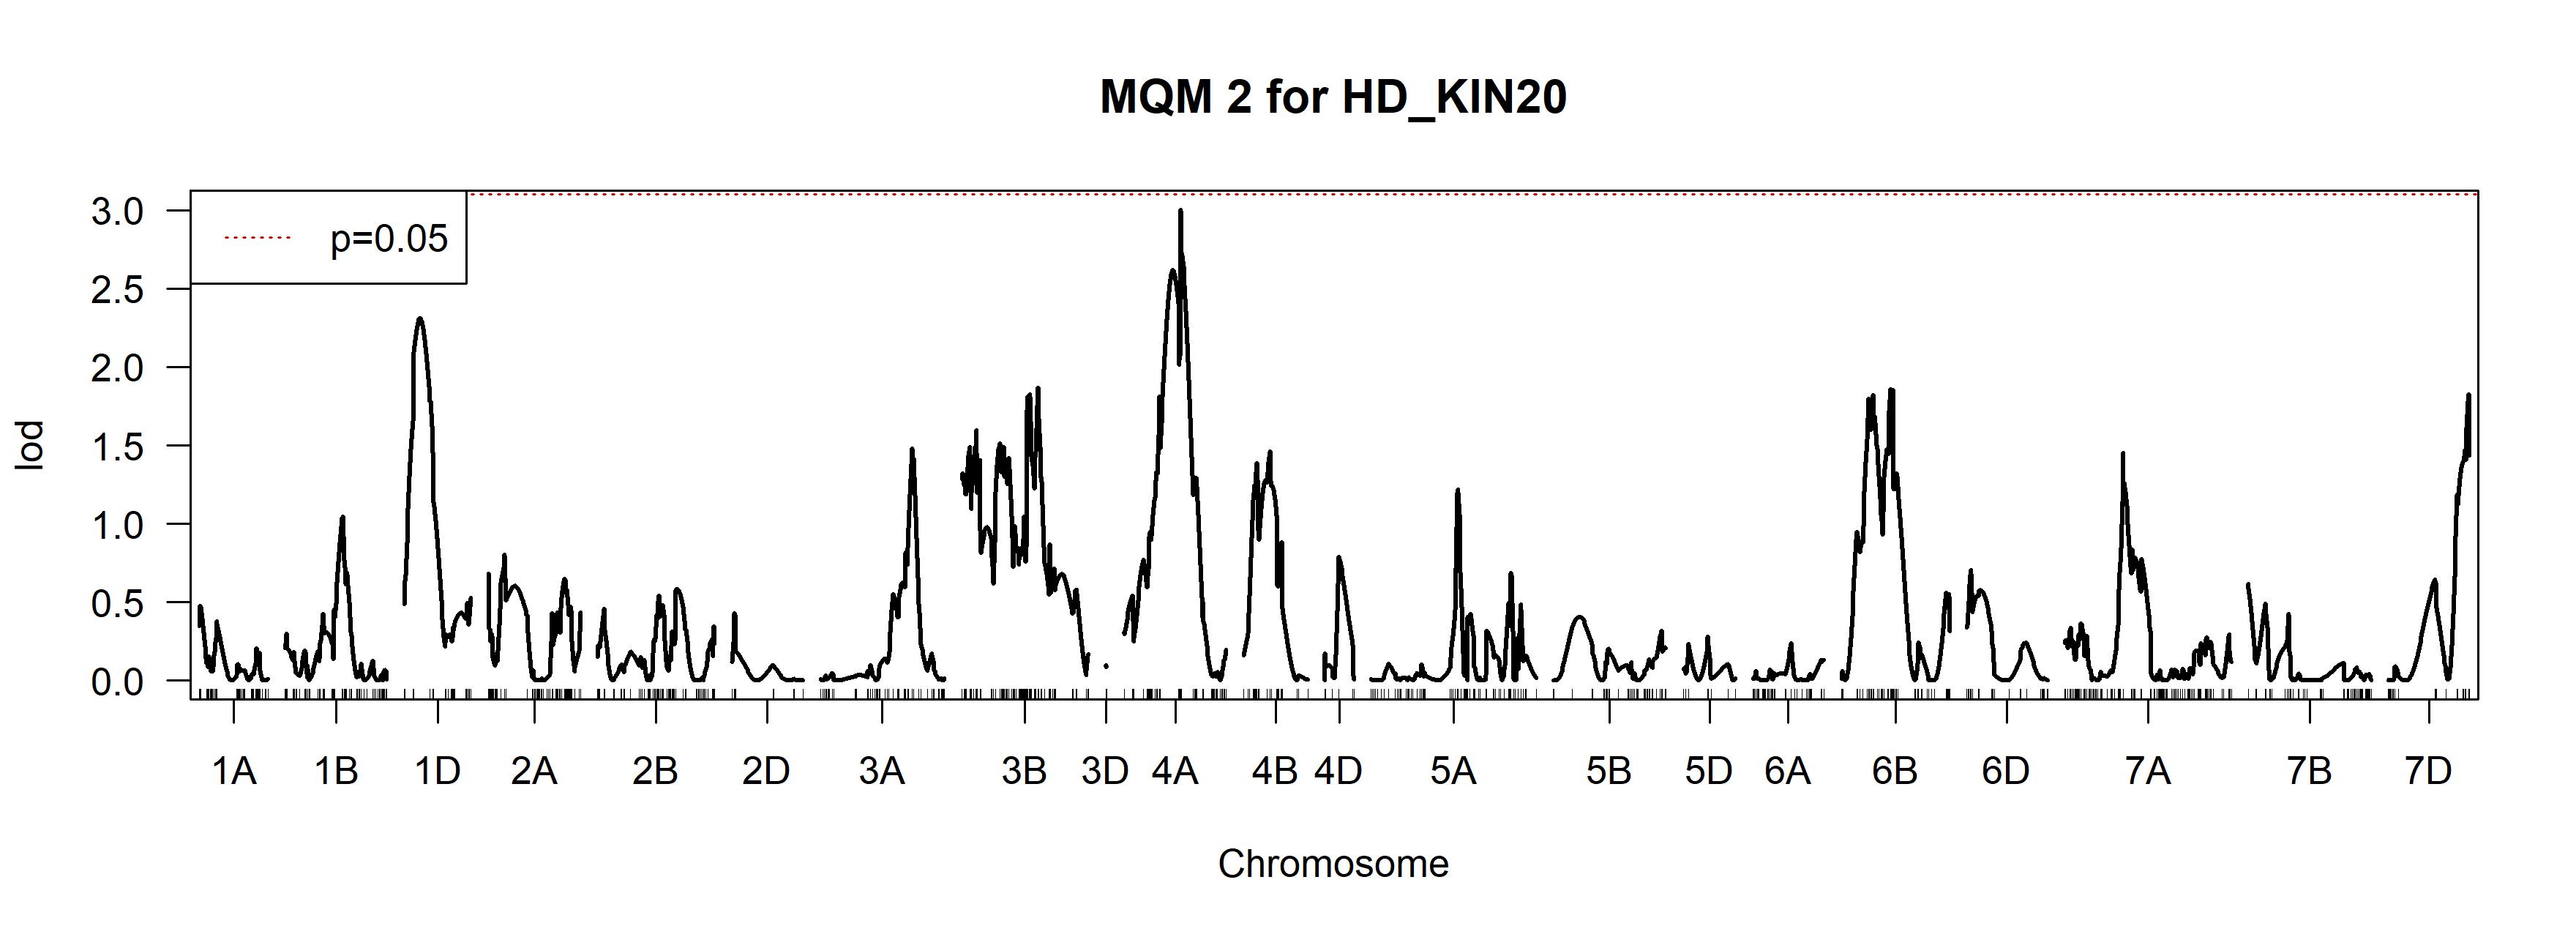 MQM 2 for HD_KIN20
p=0.05
3.0
2.5
2.0
1.5
1.0
0.5
0.0
lod
1A 1B 1D 2A 2B 2D 3A 3B 3D 4A 4B 4D 5A 5B 5D 6A 6B 6D 7A 7B 7D
Chromosome